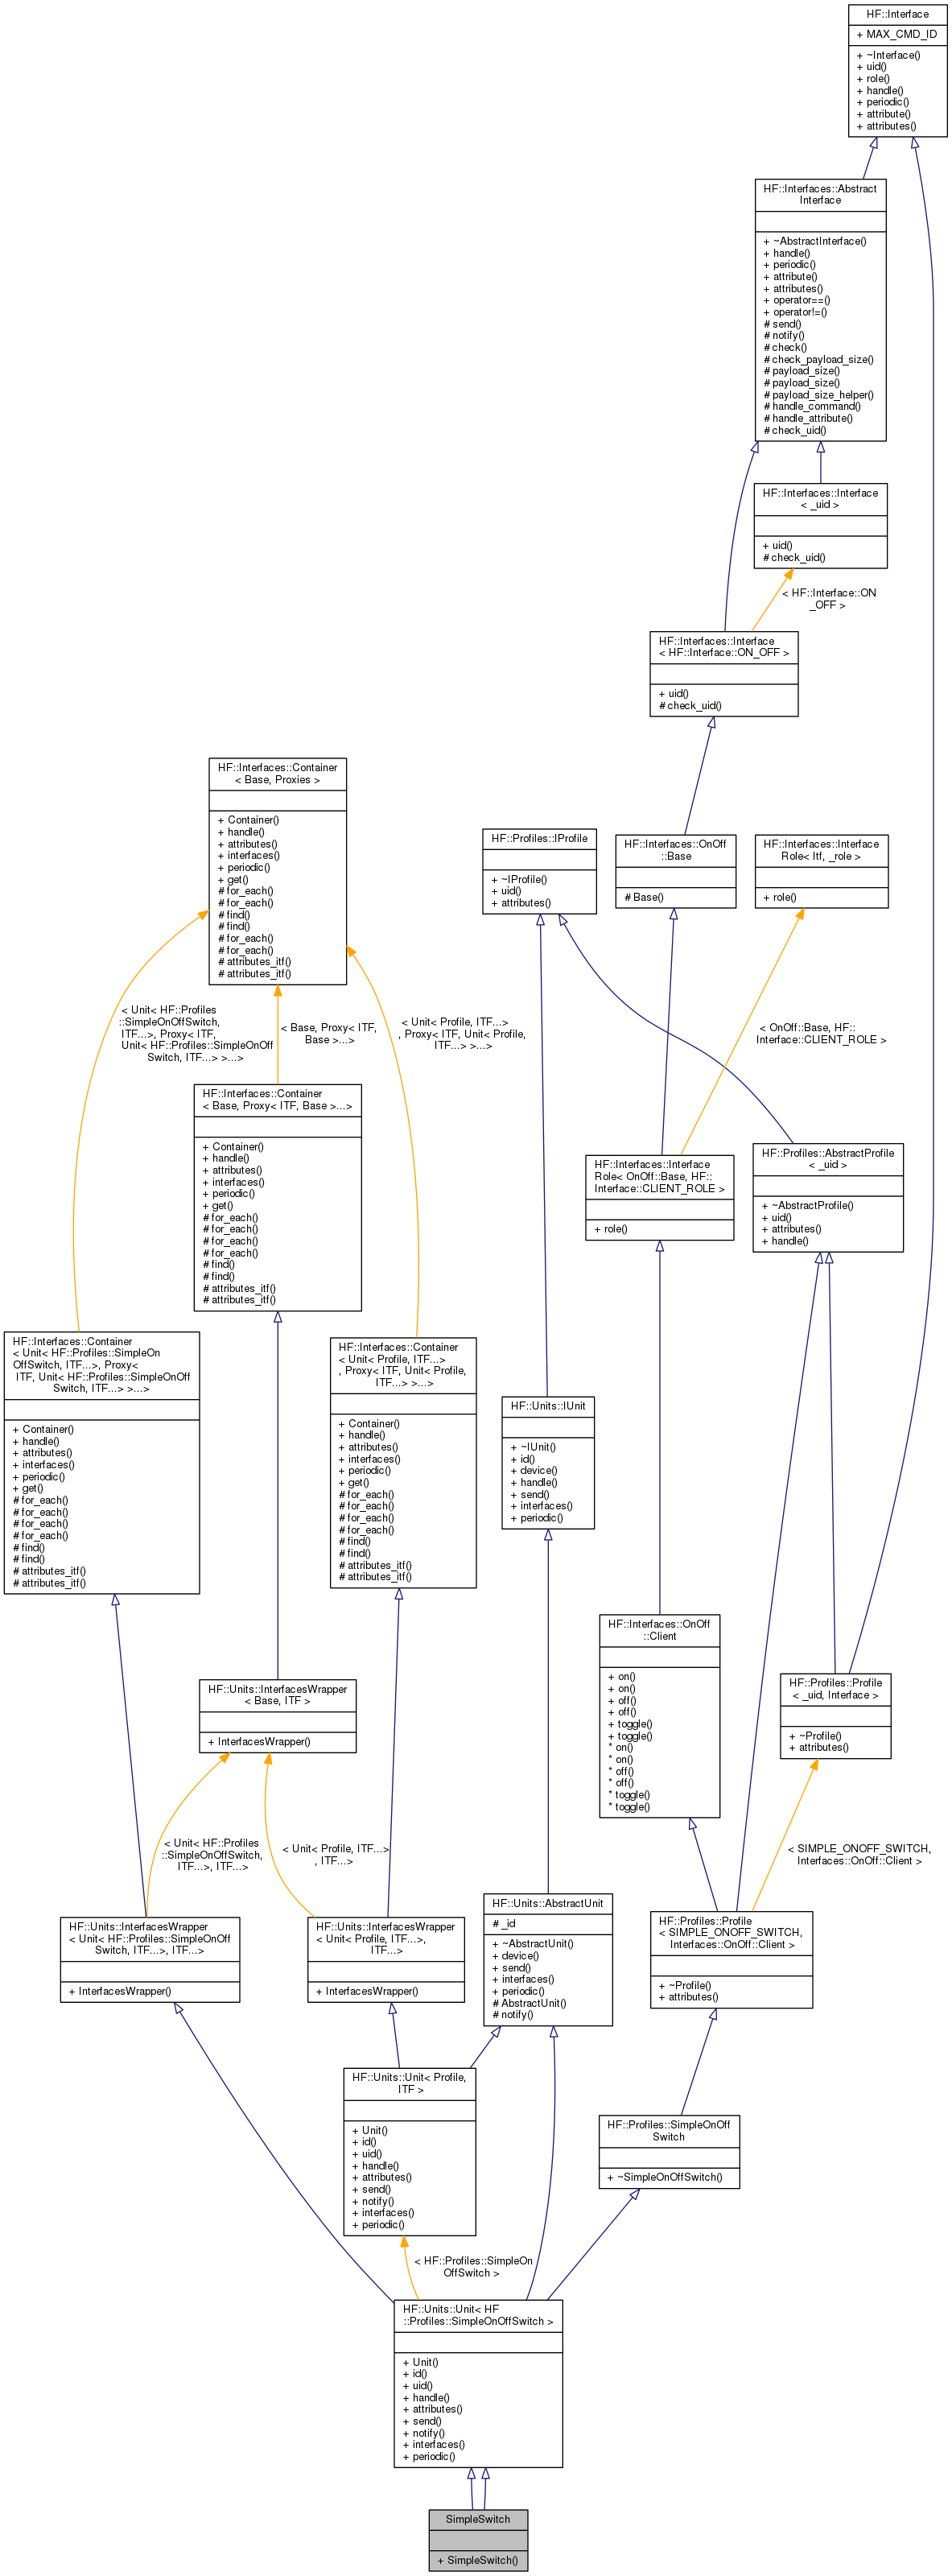 HF::Interface
+ MAX_CMD_ID
+ ~Interface()
+ uid()
+ role()
+ handle()
+ periodic()
+ attribute()
+ attributes()
HF::Interfaces::Abstract
Interface
+ ~AbstractInterface()
+ handle()
+ periodic()
+ attribute()
+ attributes()
+ operator==()
+ operator!=()
# send()
# notify()
# check()
# check_payload_size()
# payload_size()
# payload_size()
# payload_size_helper()
# handle_command()
# handle_attribute()
# check_uid()
HF::Interfaces::Interface
< _uid >
+ uid()
# check_uid()
< HF::Interface::ON
_OFF >
HF::Interfaces::Interface
< HF::Interface::ON_OFF >
+ uid()
# check_uid()
HF::Interfaces::Container
< Base, Proxies >
+ Container()
+ handle()
+ attributes()
+ interfaces()
+ periodic()
+ get()
# for_each()
# for_each()
# find()
# find()
# for_each()
# for_each()
# attributes_itf()
# attributes_itf()
HF::Profiles::IProfile
+ ~IProfile()
+ uid()
+ attributes()
HF::Interfaces::OnOff
::Base
# Base()
HF::Interfaces::Interface
Role< Itf, _role >
+ role()
< Unit< HF::Profiles
::SimpleOnOffSwitch,
ITF...>, Proxy< ITF,
Unit< HF::Profiles::SimpleOnOff
Switch, ITF...> >...>
< Base, Proxy< ITF,
Base >...>
< Unit< Profile, ITF...>
, Proxy< ITF, Unit< Profile,
ITF...> >...>
< OnOff::Base, HF::
Interface::CLIENT_ROLE >
HF::Interfaces::Container
< Base, Proxy< ITF, Base >...>
+ Container()
+ handle()
+ attributes()
+ interfaces()
+ periodic()
+ get()
# for_each()
# for_each()
# for_each()
# for_each()
# find()
# find()
# attributes_itf()
# attributes_itf()
HF::Interfaces::Interface
Role< OnOff::Base, HF::
Interface::CLIENT_ROLE >
+ role()
HF::Profiles::AbstractProfile
< _uid >
+ ~AbstractProfile()
+ uid()
+ attributes()
+ handle()
HF::Interfaces::Container
< Unit< HF::Profiles::SimpleOn
OffSwitch, ITF...>, Proxy<
ITF, Unit< HF::Profiles::SimpleOnOff
Switch, ITF...> >...>
+ Container()
+ handle()
+ attributes()
+ interfaces()
+ periodic()
+ get()
# for_each()
# for_each()
# for_each()
# for_each()
# find()
# find()
# attributes_itf()
# attributes_itf()
HF::Interfaces::Container
< Unit< Profile, ITF...>
, Proxy< ITF, Unit< Profile,
ITF...> >...>
+ Container()
+ handle()
+ attributes()
+ interfaces()
+ periodic()
+ get()
# for_each()
# for_each()
# for_each()
# for_each()
# find()
# find()
# attributes_itf()
# attributes_itf()
HF::Units::IUnit
+ ~IUnit()
+ id()
+ device()
+ handle()
+ send()
+ interfaces()
+ periodic()
HF::Interfaces::OnOff
::Client
+ on()
+ on()
+ off()
+ off()
+ toggle()
+ toggle()
* on()
* on()
* off()
* off()
* toggle()
* toggle()
HF::Units::InterfacesWrapper
< Base, ITF >
+ InterfacesWrapper()
HF::Profiles::Profile
< _uid, Interface >
+ ~Profile()
+ attributes()
< Unit< HF::Profiles
::SimpleOnOffSwitch,
ITF...>, ITF...>
< Unit< Profile, ITF...>
, ITF...>
< SIMPLE_ONOFF_SWITCH,
Interfaces::OnOff::Client >
HF::Units::InterfacesWrapper
< Unit< HF::Profiles::SimpleOnOff
Switch, ITF...>, ITF...>
+ InterfacesWrapper()
HF::Units::InterfacesWrapper
< Unit< Profile, ITF...>,
ITF...>
+ InterfacesWrapper()
HF::Units::AbstractUnit
# _id
+ ~AbstractUnit()
+ device()
+ send()
+ interfaces()
+ periodic()
# AbstractUnit()
# notify()
HF::Profiles::Profile
< SIMPLE_ONOFF_SWITCH,
Interfaces::OnOff::Client >
+ ~Profile()
+ attributes()
HF::Units::Unit< Profile,
ITF >
+ Unit()
+ id()
+ uid()
+ handle()
+ attributes()
+ send()
+ notify()
+ interfaces()
+ periodic()
HF::Profiles::SimpleOnOff
Switch
+ ~SimpleOnOffSwitch()
< HF::Profiles::SimpleOn
OffSwitch >
HF::Units::Unit< HF
::Profiles::SimpleOnOffSwitch >
+ Unit()
+ id()
+ uid()
+ handle()
+ attributes()
+ send()
+ notify()
+ interfaces()
+ periodic()
SimpleSwitch
+ SimpleSwitch()